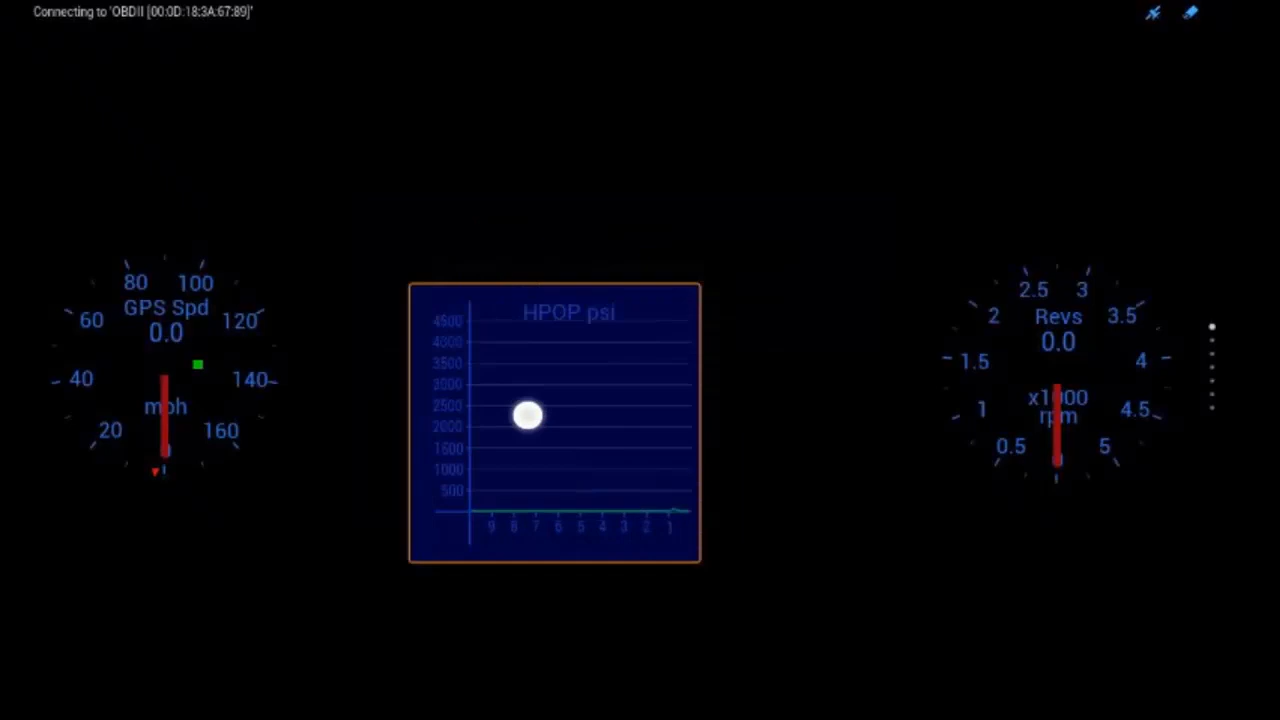 Connecting to 'OBDII [00:0D:18:3A:67:89]'
80 100
60 GPS Spd 120
0.0
40 140
mph
20 160
0
HPOP psi
4500
4000
3500
3000
2500
2000
1500
1000
500
9 8 7 6 5 4 3 2 1
2.5 3
2 Revs 3.5
0.0
1.5 4
x1000
1 rpm 4.5
0.5 5
0